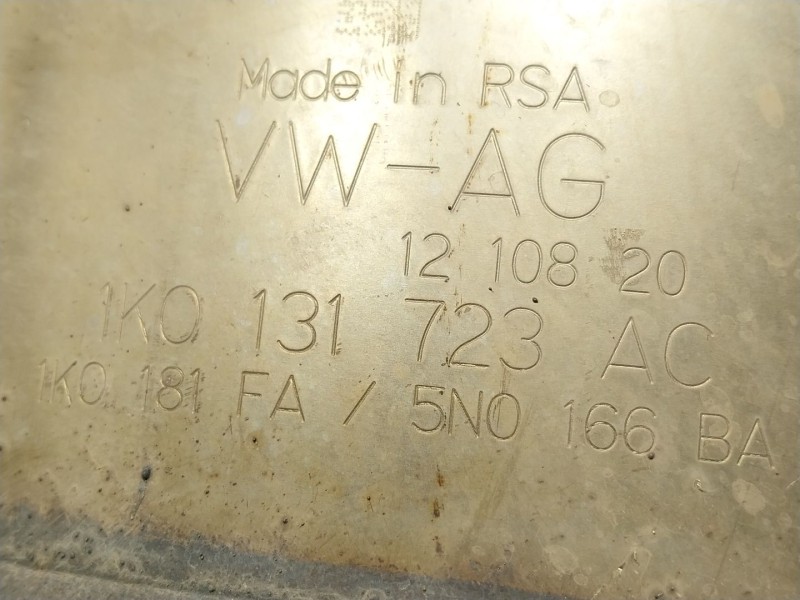 Made in RSA
VW-AG
12 108 20
1K0 131 723 AC
1K0 181 FA / 5N0 166 BA